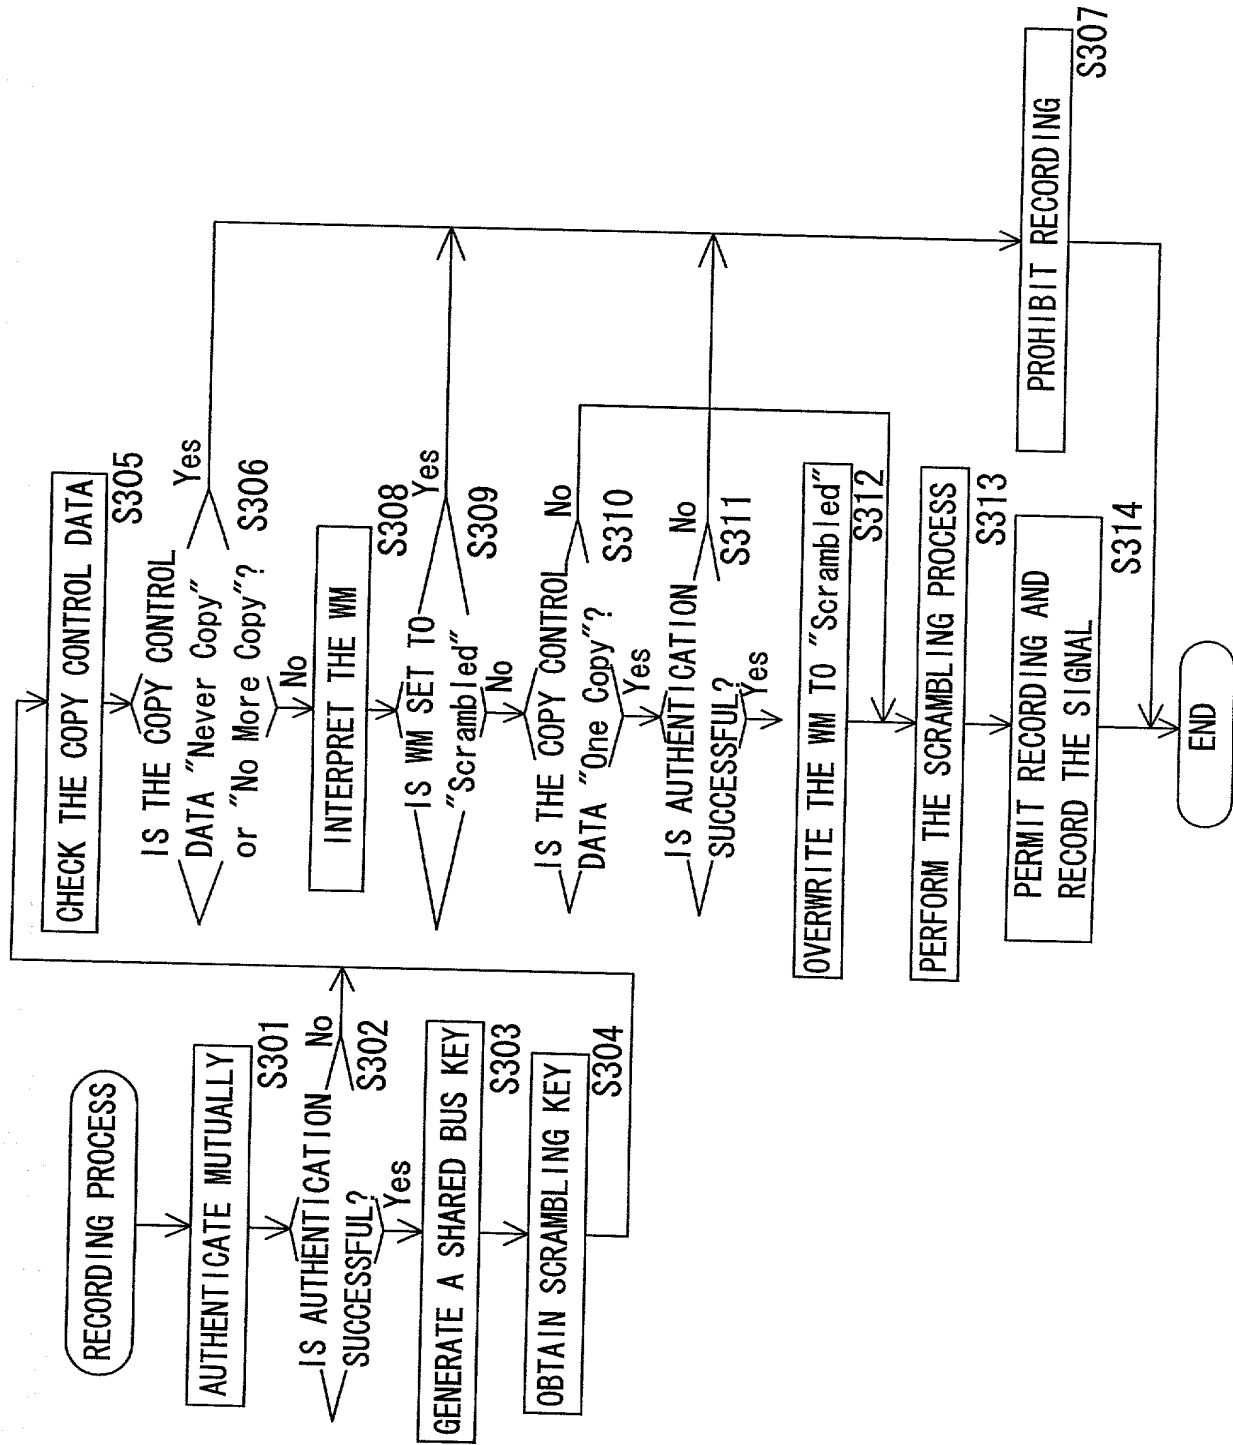 RECORDING PROCESS
AUTHENTICATE MUTUALLY
S301
IS AUTHENTICATION
SUCCESSFUL?
No
S302
Yes
GENERATE A SHARED BUS KEY
S303
OBTAIN SCRAMBLING KEY
S304
CHECK THE COPY CONTROL DATA
S305
IS THE COPY CONTROL
DATA "Never Copy"
or "No More Copy"?
Yes
S306
No
INTERPRET THE WM
S308
IS WM SET TO
"Scrambled"
Yes
S309
No
IS THE COPY CONTROL
DATA "One Copy"?
No
S310
Yes
IS AUTHENTICATION
SUCCESSFUL?
No
S311
Yes
OVERWRITE THE WM TO "Scrambled"
S312
PERFORM THE SCRAMBLING PROCESS
S313
PERMIT RECORDING AND
RECORD THE SIGNAL
S314
PROHIBIT RECORDING
S307
END